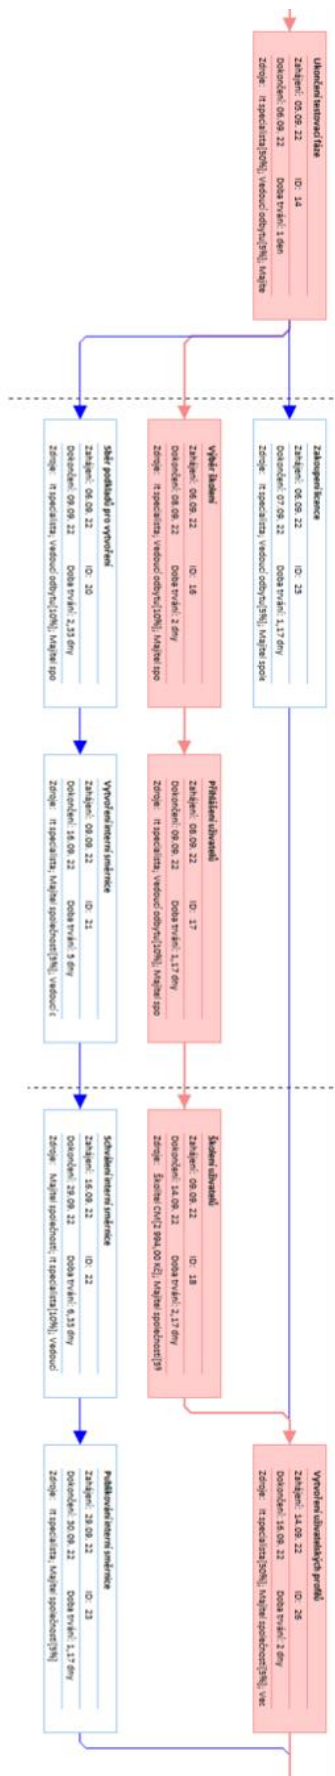 Ukončení testovací fáze
Zahájení: 05.09. 22 ID: 14
Dokončení: 06.09. 22 Doba trvání: 1 den
Zdroje: It specialista[50%]; Vedoucí odbytu[5%]; Majite
Zakoupení licence
Zahájení: 06.09. 22 ID: 25
Dokončení: 07.09. 22 Doba trvání: 1,17 dny
Zdroje: It specialista; Vedoucí odbytu[5%]; Majitel spole
Výběr školení
Zahájení: 06.09. 22 ID: 16
Dokončení: 08.09. 22 Doba trvání: 2 dny
Zdroje: It specialista; Vedoucí odbytu[10%]; Majitel spo
Sběr podkladů pro vytvoření
Zahájení: 06.09. 22 ID: 20
Dokončení: 09.09. 22 Doba trvání: 2,33 dny
Zdroje: It specialista; Vedoucí odbytu[10%]; Majitel spo
Přihlášení uživatelů
Zahájení: 08.09. 22 ID: 17
Dokončení: 09.09. 22 Doba trvání: 1,17 dny
Zdroje: It specialista; Vedoucí odbytu[10%]; Majitel spo
Vytvoření interní směrnice
Zahájení: 09.09. 22 ID: 21
Dokončení: 16.09. 22 Doba trvání: 5 dny
Zdroje: It specialista; Majitel společnosti[5%]; Vedoucí c
Školení uživatelů
Zahájení: 09.09. 22 ID: 18
Dokončení: 14.09. 22 Doba trvání: 2,17 dny
Zdroje: Školitel CM[2 994,00 Kč]; Majitel společnosti[5%
Schválení interní směrnice
Zahájení: 16.09. 22 ID: 22
Dokončení: 29.09. 22 Doba trvání: 6,33 dny
Zdroje: Majitel společnosti; It specialista[10%]; Vedoucí
Vytvoření uživatelských profilů
Zahájení: 14.09. 22 ID: 26
Dokončení: 16.09. 22 Doba trvání: 2 dny
Zdroje: It specialista[50%]; Majitel společnosti[5%]; Vec
Publikování interní směrnice
Zahájení: 29.09. 22 ID: 23
Dokončení: 30.09. 22 Doba trvání: 1,17 dny
Zdroje: It specialista; Majitel společnosti[5%]